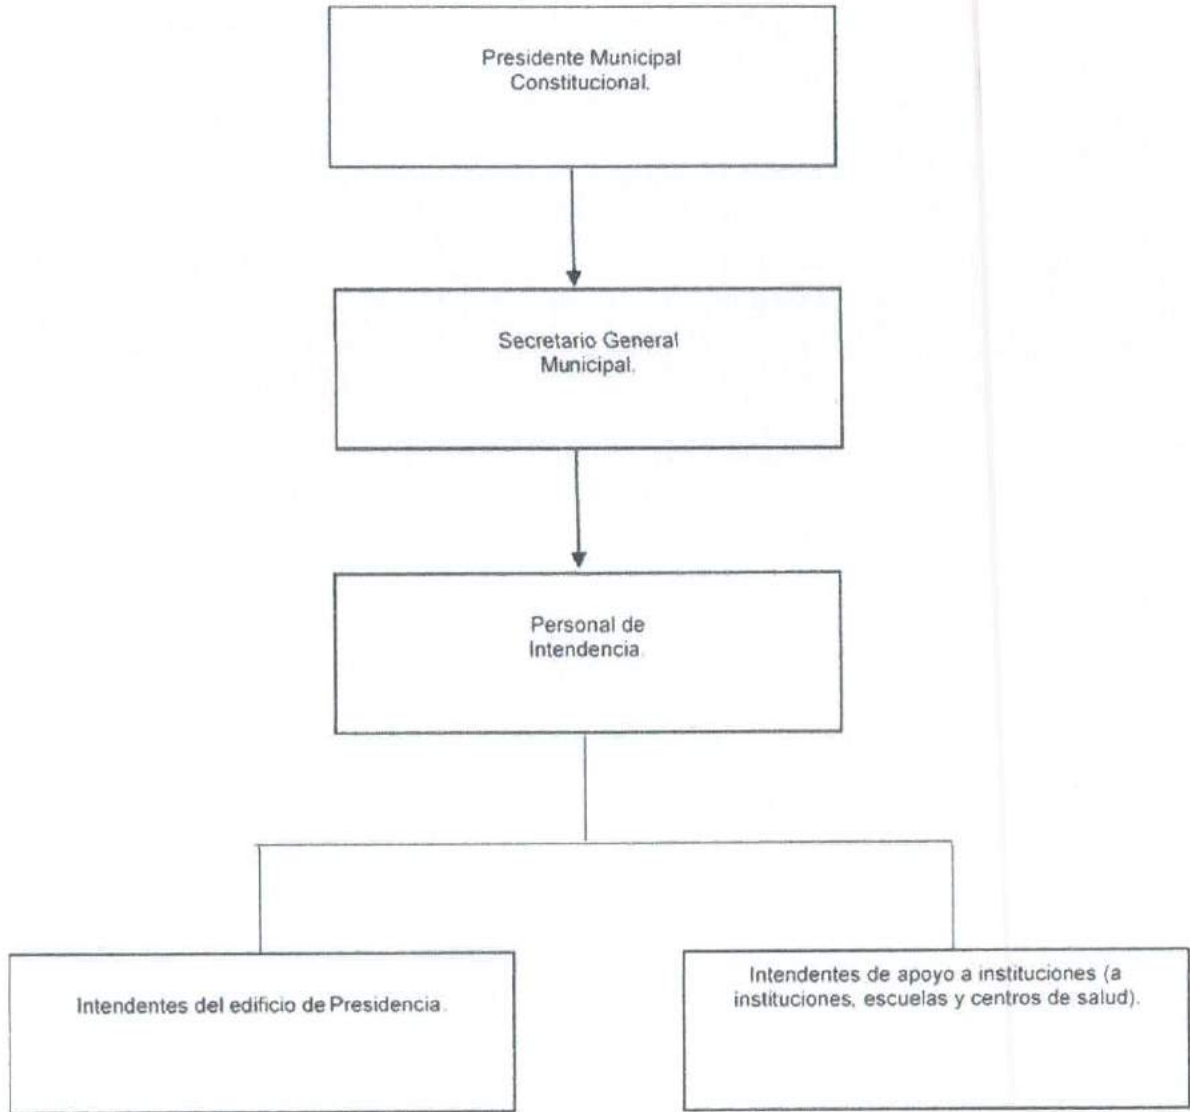 Presidente Municipal
Constitucional.
Secretario General
Municipal.
Personal de
Intendencia.
Intendentes del edificio de Presidencia.
Intendentes de apoyo a instituciones (a
instituciones, escuelas y centros de salud).